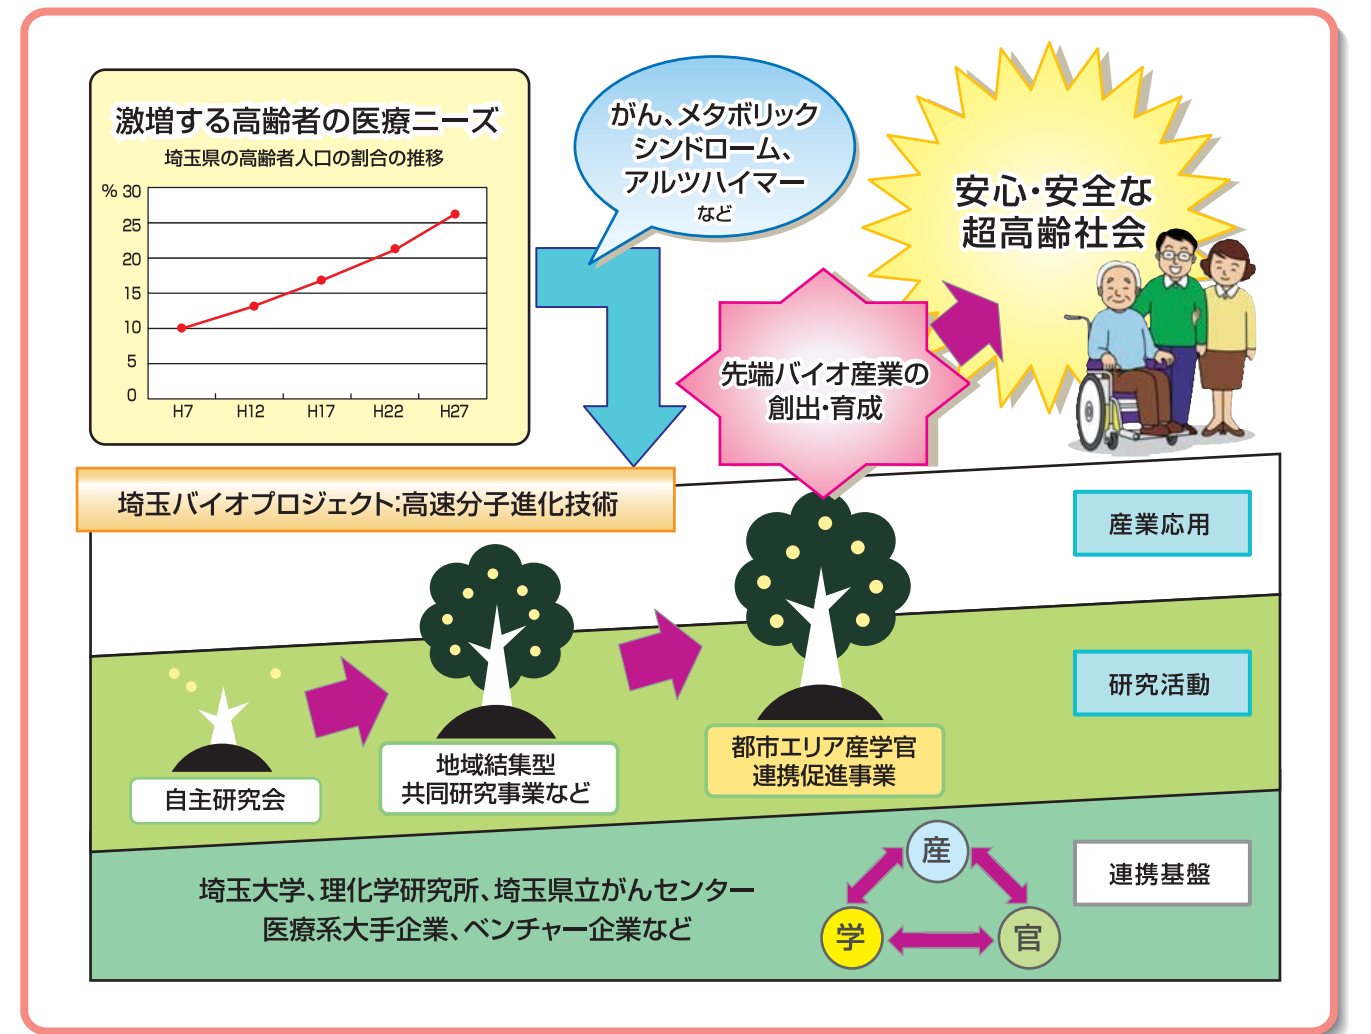 激増する高齢者の医療ニーズ
埼玉県の高齢者人口の割合の推移
% 30
25
20
15
10
5
0
H7 H12 H17 H22 H27
がん、メタボリック
シンドローム、
アルツハイマー
など
安心・安全な
超高齢社会
先端バイオ産業の
創出・育成
埼玉バイオプロジェクト:高速分子進化技術
産業応用
研究活動
自主研究会
地域結集型
共同研究事業など
都市エリア産学官
連携促進事業
連携基盤
埼玉大学、理化学研究所、埼玉県立がんセンター
医療系大手企業、ベンチャー企業など
産
学
官